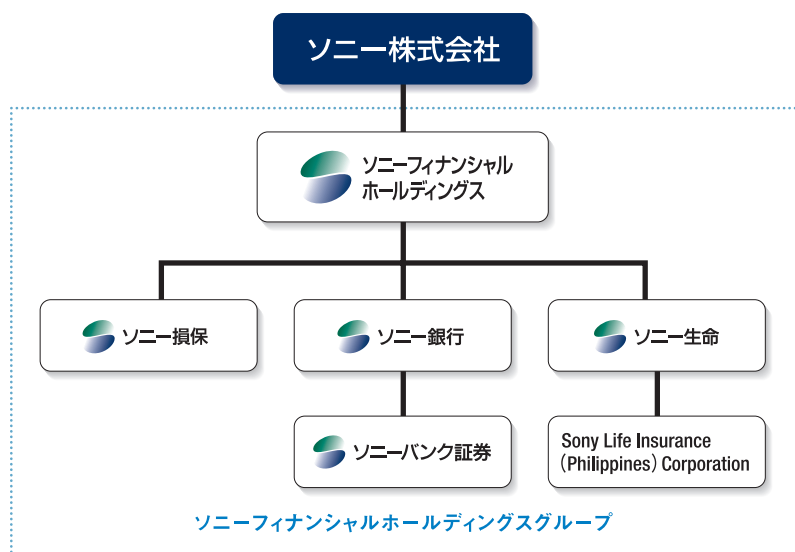 ソニー株式会社
ソニーフィナンシャル
ホールディングス
ソニー損保
ソニー銀行
ソニー生命
ソニーバンク証券
Sony Life Insurance
(Philippines) Corporation
ソニーフィナンシャルホールディングスグループ